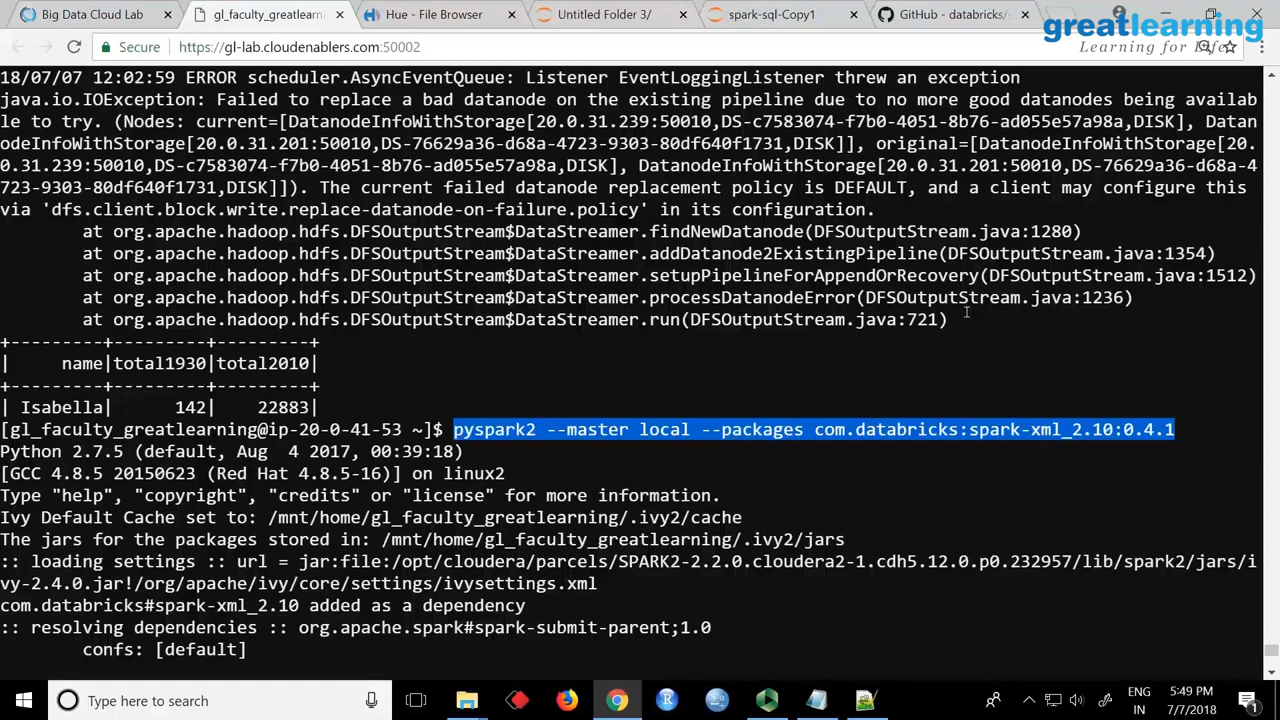 Big Data Cloud Lab
gl_faculty_greatlearni
Hue - File Browser
Untitled Folder 3/
spark-sql-Copy1
GitHub - databricks/s
greatlearning
Learning for Life
Secure
https://gl-lab.cloudenablers.com:50002
18/07/07 12:02:59 ERROR scheduler.AsyncEventQueue: Listener EventLoggingListener threw an exception
java.io.IOException: Failed to replace a bad datanode on the existing pipeline due to no more good datanodes being availab
le to try. (Nodes: current=[DatanodeInfoWithStorage[20.0.31.239:50010,DS-c7583074-f7b0-4051-8b76-ad055e57a98a,DISK], Datan
odeInfoWithStorage[20.0.31.201:50010,DS-76629a36-d68a-4723-9303-80df640f1731,DISK]], original=[DatanodeInfoWithStorage[20.
0.31.239:50010,DS-c7583074-f7b0-4051-8b76-ad055e57a98a,DISK], DatanodeInfoWithStorage[20.0.31.201:50010,DS-76629a36-d68a-4
723-9303-80df640f1731,DISK]]). The current failed datanode replacement policy is DEFAULT, and a client may configure this
via 'dfs.client.block.write.replace-datanode-on-failure.policy' in its configuration.
at org.apache.hadoop.hdfs.DFSOutputStream$DataStreamer.findNewDatanode(DFSOutputStream.java:1280)
at org.apache.hadoop.hdfs.DFSOutputStream$DataStreamer.addDatanode2ExistingPipeline(DFSOutputStream.java:1354)
at org.apache.hadoop.hdfs.DFSOutputStream$DataStreamer.setupPipelineForAppendOrRecovery(DFSOutputStream.java:1512)
at org.apache.hadoop.hdfs.DFSOutputStream$DataStreamer.processDatanodeError(DFSOutputStream.java:1236)
at org.apache.hadoop.hdfs.DFSOutputStream$DataStreamer.run(DFSOutputStream.java:721)
+---------+---------+---------+
| name|total1930|total2010|
+---------+---------+---------+
| Isabella| 142| 22883|
[gl_faculty_greatlearning@ip-20-0-41-53 ~]$ pyspark2 --master local --packages com.databricks:spark-xml_2.10:0.4.1
Python 2.7.5 (default, Aug  4 2017, 00:39:18)
[GCC 4.8.5 20150623 (Red Hat 4.8.5-16)] on linux2
Type "help", "copyright", "credits" or "license" for more information.
Ivy Default Cache set to: /mnt/home/gl_faculty_greatlearning/.ivy2/cache
The jars for the packages stored in: /mnt/home/gl_faculty_greatlearning/.ivy2/jars
:: loading settings :: url = jar:file:/opt/cloudera/parcels/SPARK2-2.2.0.cloudera2-1.cdh5.12.0.p0.232957/lib/spark2/jars/i
vy-2.4.0.jar!/org/apache/ivy/core/settings/ivysettings.xml
com.databricks#spark-xml_2.10 added as a dependency
:: resolving dependencies :: org.apache.spark#spark-submit-parent;1.0
confs: [default]
Type here to search
ENG
IN
5:49 PM
7/7/2018